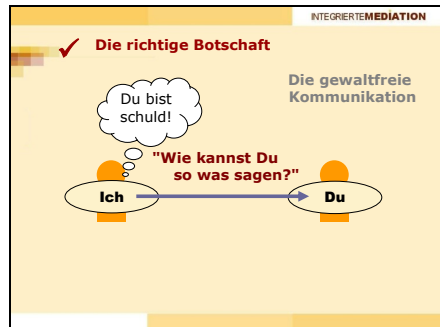 INTEGRIERTEMEDIATION
Die richtige Botschaft
Die gewaltfreie
Kommunikation
Du bist
schuld!
"Wie kannst Du
so was sagen?"
Ich
Du